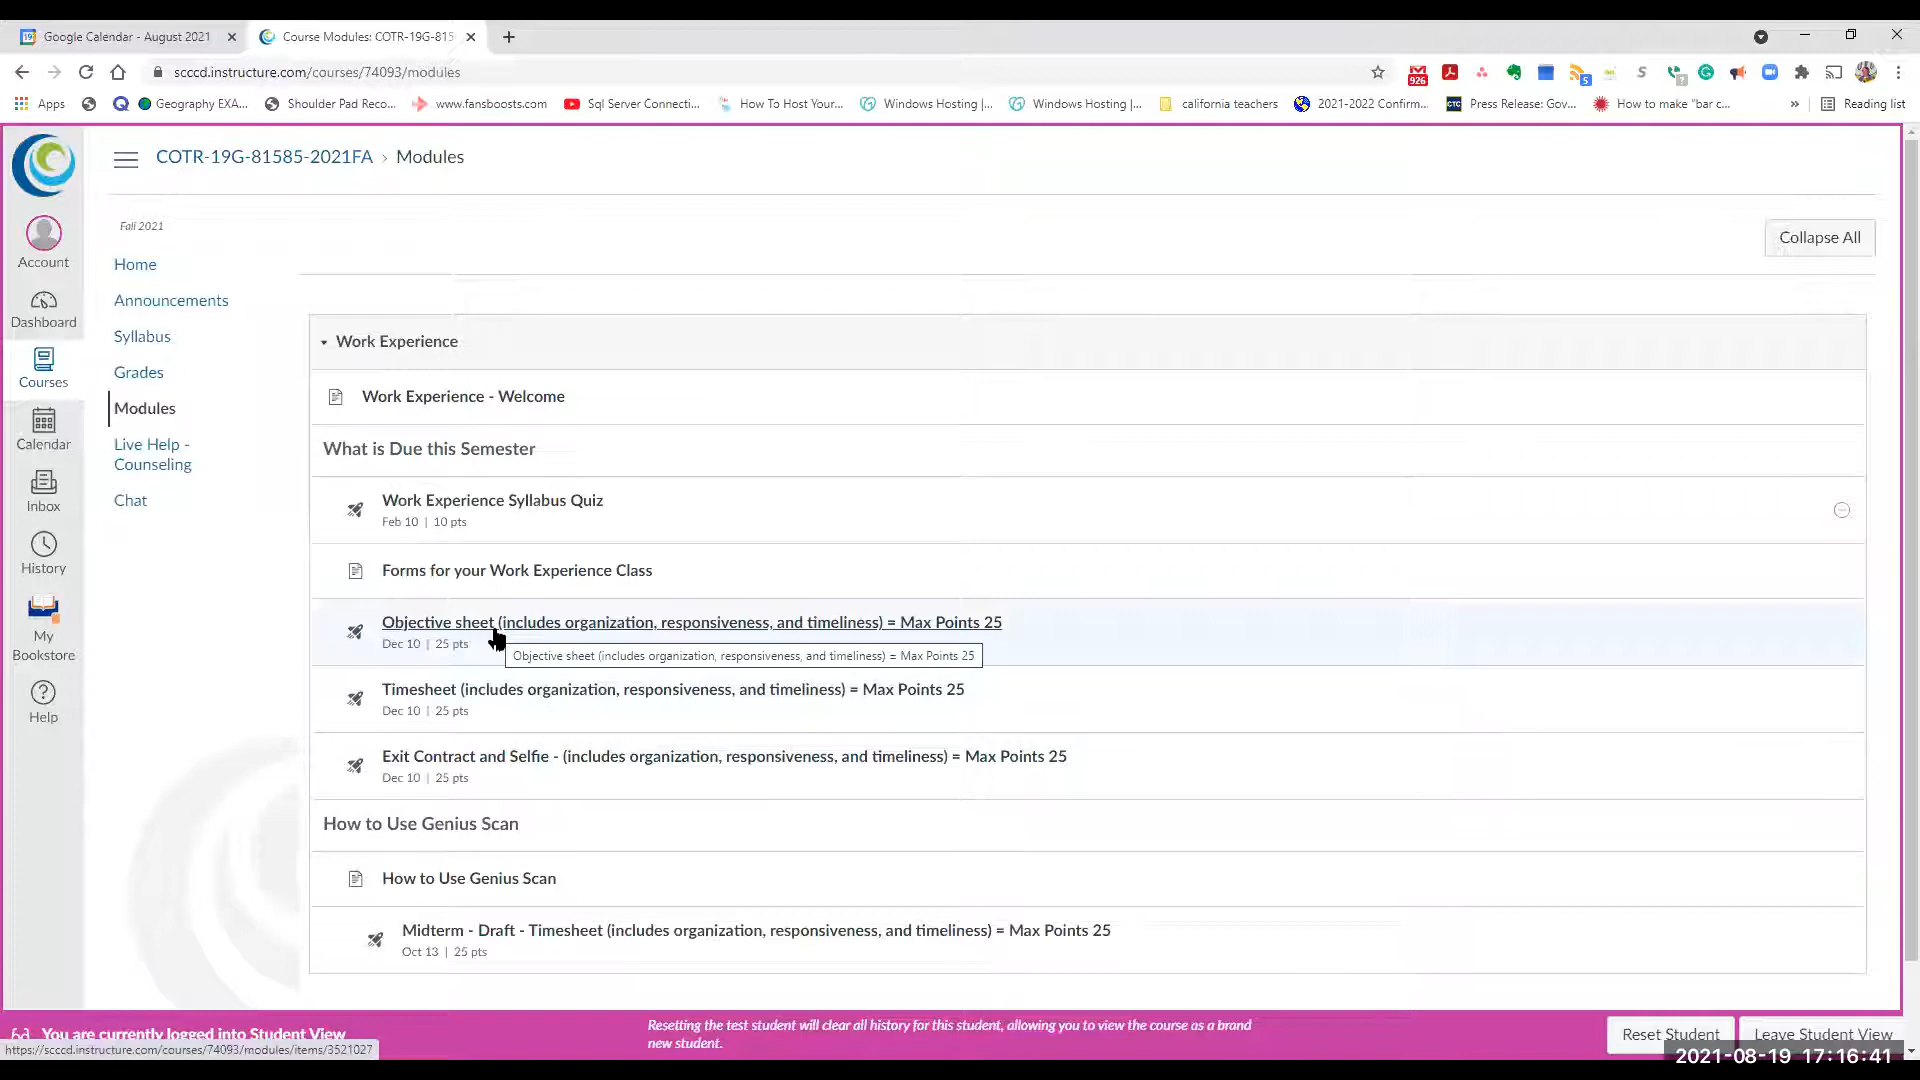 Google Calendar - August 2021
Course Modules: COTR-19G-815
scccd.instructure.com/courses/74093/modules
926
5
?
Apps
Geography EXA...
Shoulder Pad Reco...
www.fansboosts.com
Sql Server Connecti...
How To Host Your...
Windows Hosting |...
Windows Hosting |...
california teachers
CTC
2021-2022 Confirm...
Press Release: Gov...
How to make "bar c...
Reading list
COTR-19G-81585-2021FA › Modules
Account
Dashboard
Courses
Calendar
Inbox
History
My
Bookstore
Help
Fall 2021
Home
Announcements
Syllabus
Grades
Modules
Live Help -
Counseling
Chat
Collapse All
Work Experience
Work Experience - Welcome
What is Due this Semester
Work Experience Syllabus Quiz
Feb 10 | 10 pts
Forms for your Work Experience Class
Objective sheet (includes organization, responsiveness, and timeliness) = Max Points 25
Dec 10 | 25 pts
Objective sheet (includes organization, responsiveness, and timeliness) = Max Points 25
Timesheet (includes organization, responsiveness, and timeliness) = Max Points 25
Dec 10 | 25 pts
Exit Contract and Selfie - (includes organization, responsiveness, and timeliness) = Max Points 25
Dec 10 | 25 pts
How to Use Genius Scan
How to Use Genius Scan
Midterm - Draft - Timesheet (includes organization, responsiveness, and timeliness) = Max Points 25
Oct 13 | 25 pts
You are currently logged into Student View
Resetting the test student will clear all history for this student, allowing you to view the course as a brand
new student.
Reset Student
Leave Student View
https://scccd.instructure.com/courses/74093/modules/items/3521027
2021-08-19 17:16:41